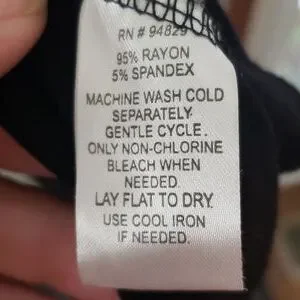 RN # 94829
95% RAYON
5% SPANDEX
MACHINE WASH COLD
SEPARATELY.
GENTLE CYCLE.
ONLY NON-CHLORINE
BLEACH WHEN
NEEDED.
LAY FLAT TO DRY.
USE COOL IRON
IF NEEDED.